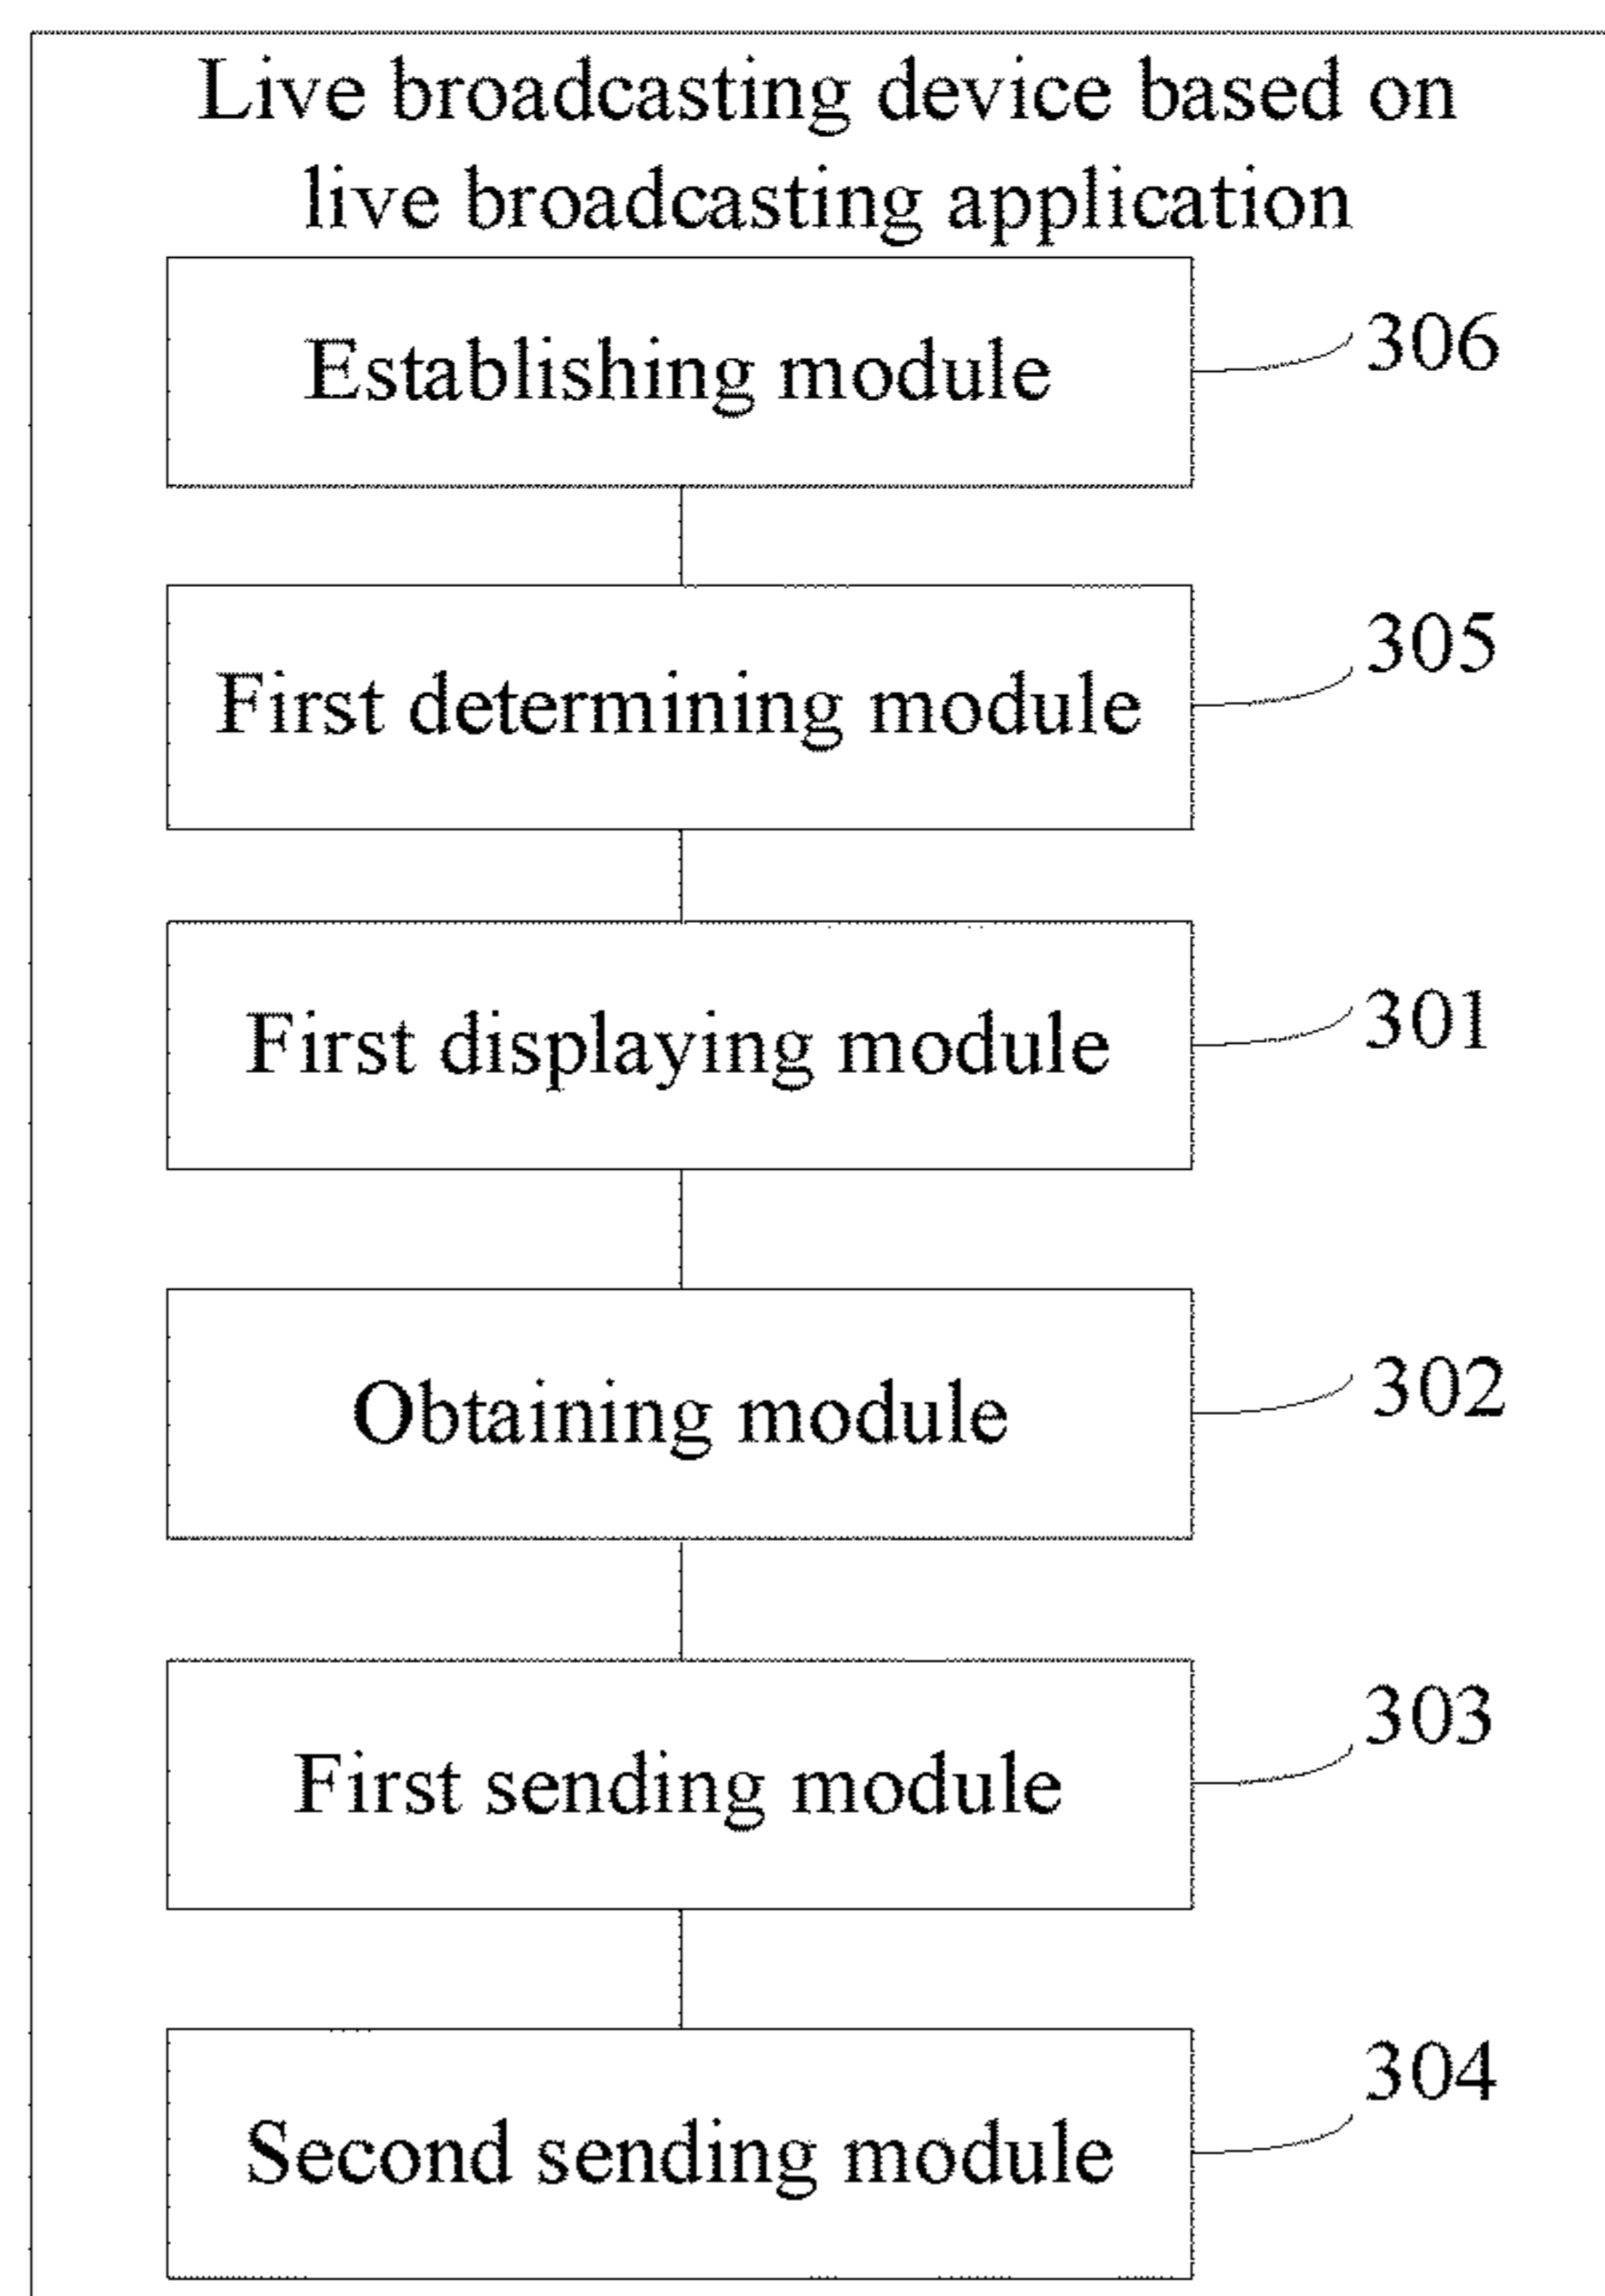 Live broadcasting device based on
live broadcasting application
Establishing module
306
First determining module
305
First displaying module
301
Obtaining module
302
First sending module
303
Second sending module
304